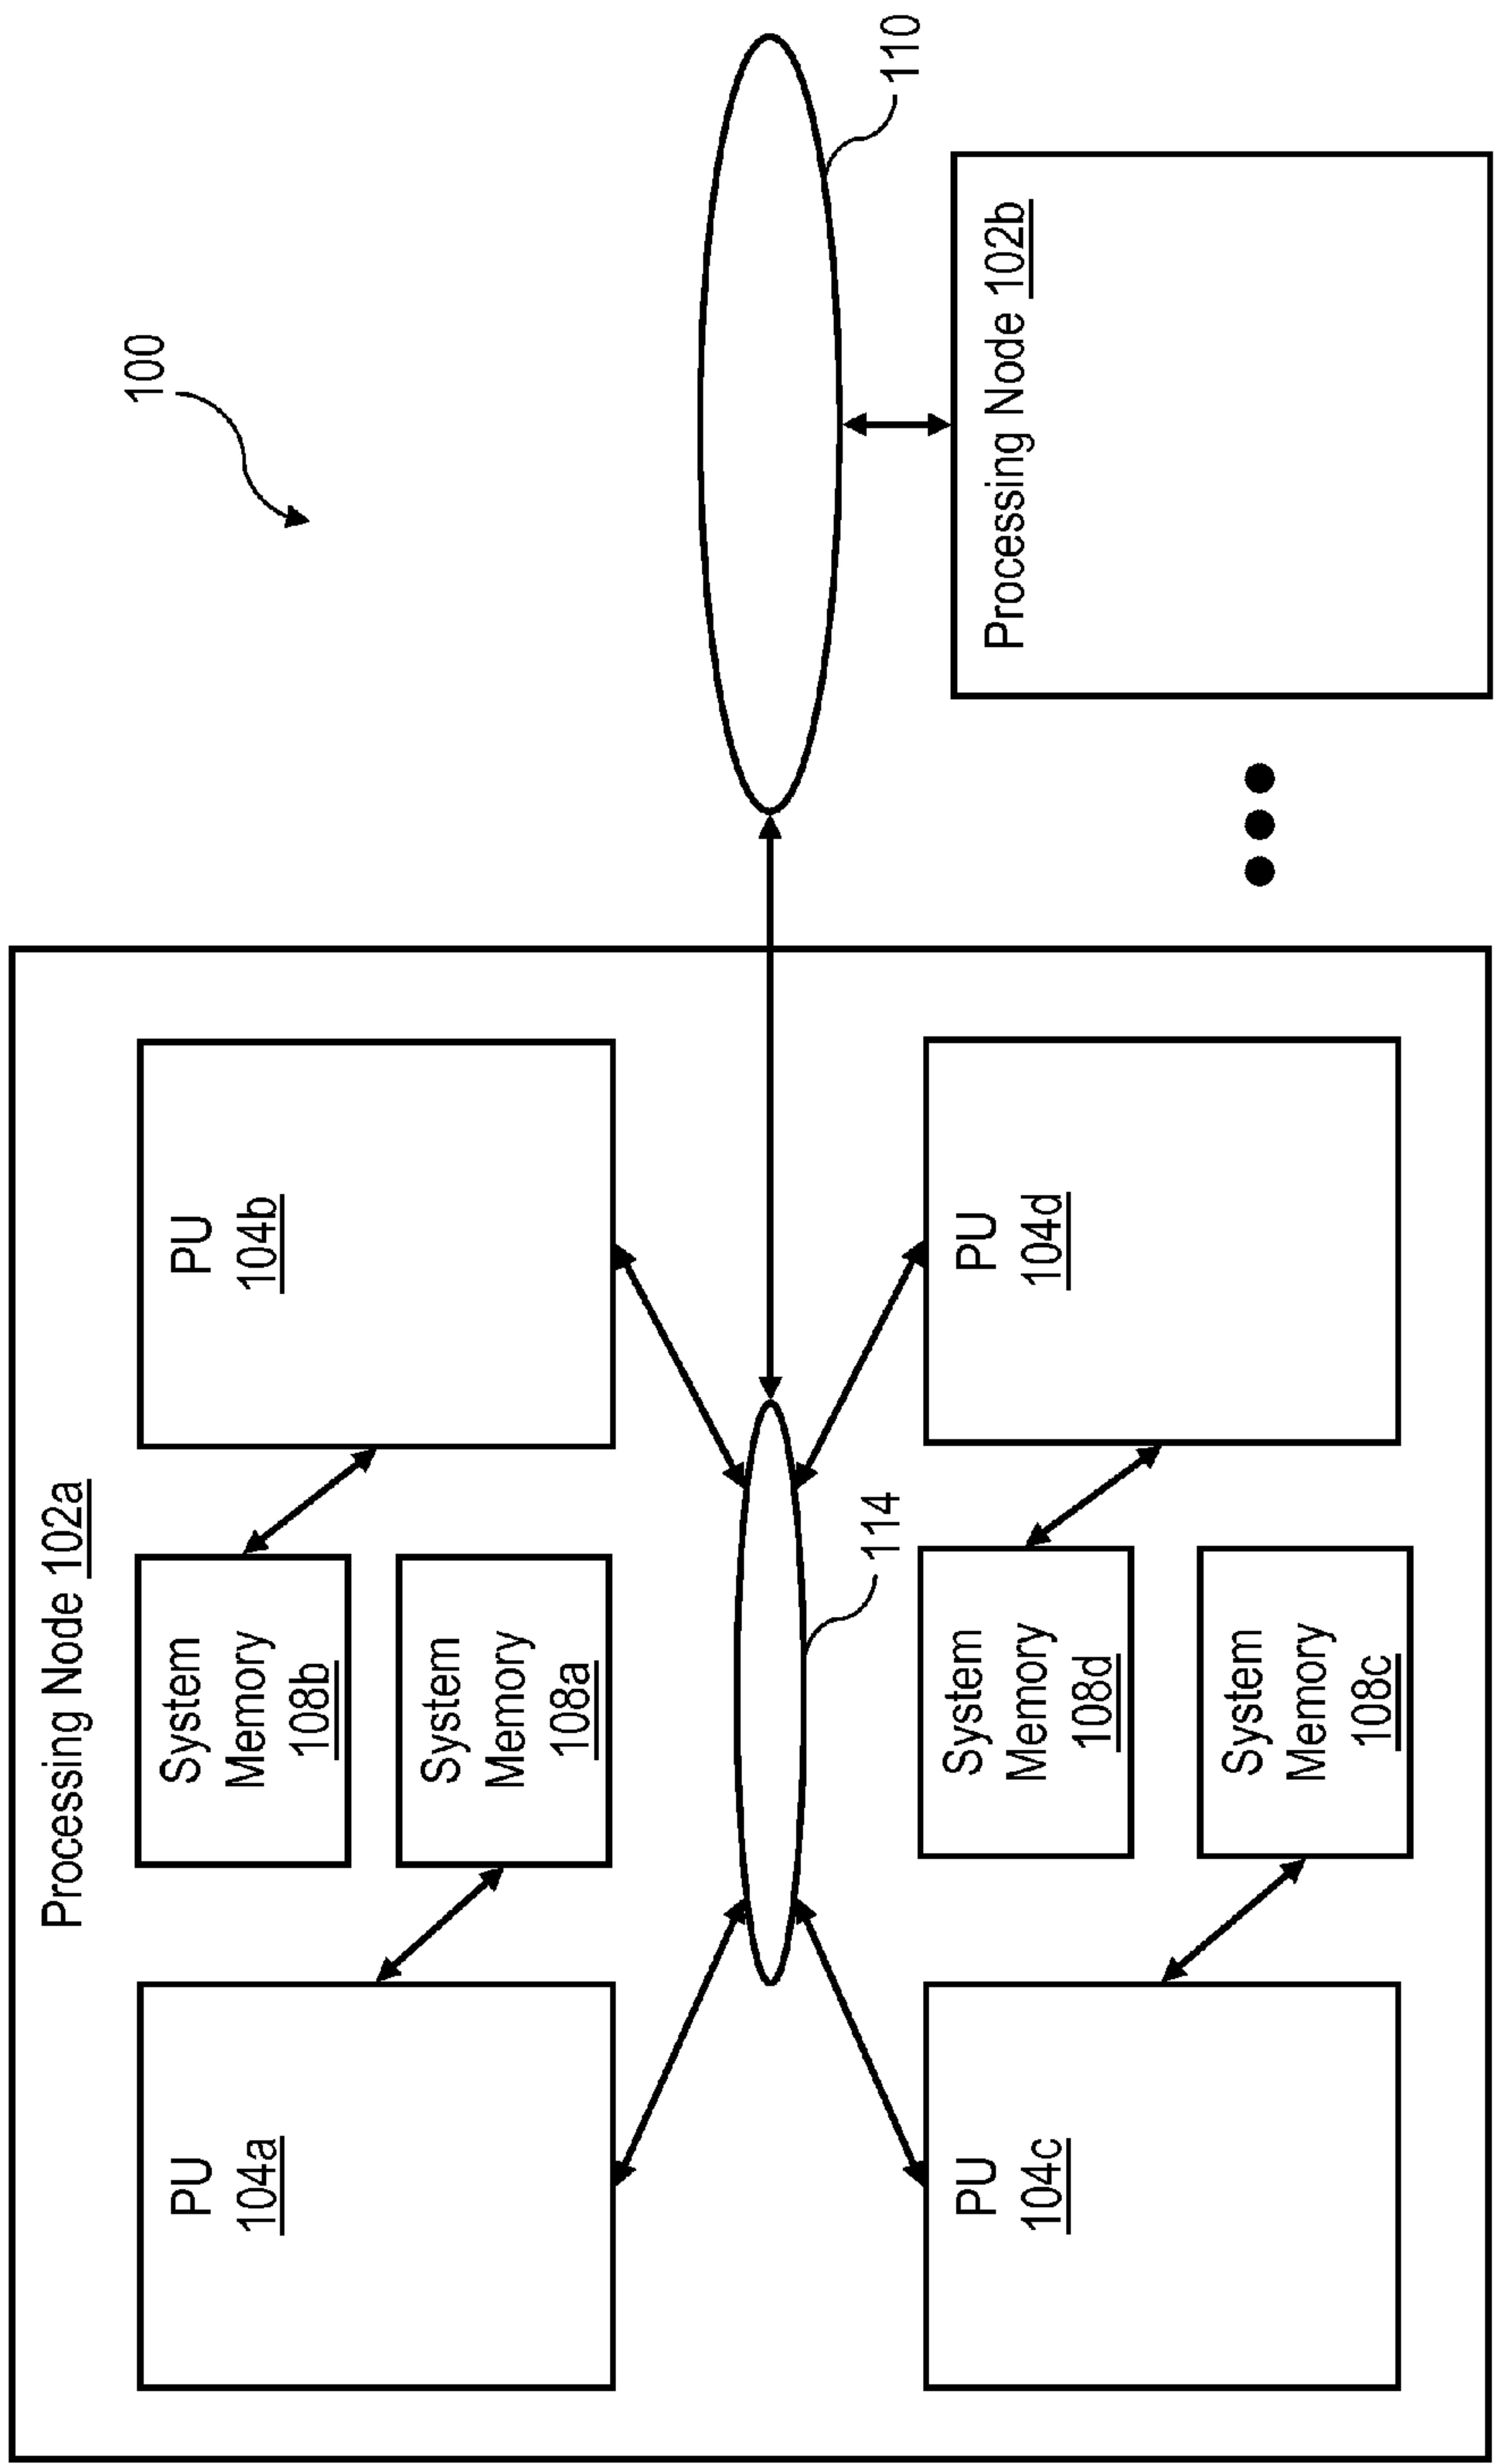 100
Processing Node 102a
PU
104a
System
Memory
108b
System
Memory
108a
PU
104b
114
110
PU
104c
System
Memory
108d
System
Memory
108c
PU
104d
Processing Node 102b